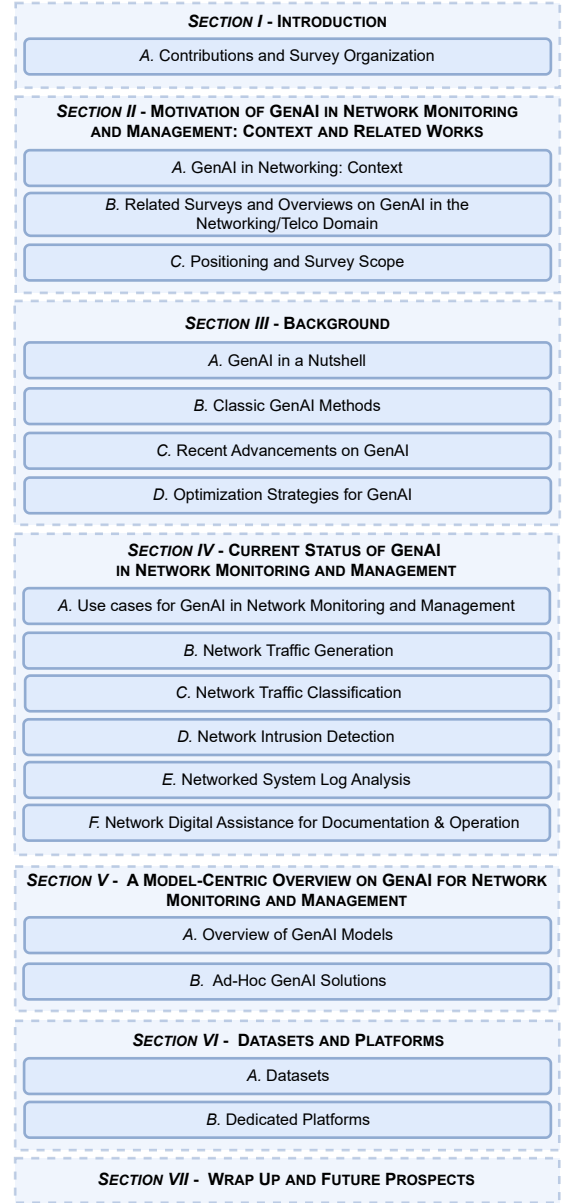 SECTION I - INTRODUCTION
A. Contributions and Survey Organization
SECTION II - MOTIVATION OF GENAI IN NETWORK MONITORING
AND MANAGEMENT: CONTEXT AND RELATED WORKS
A. GenAI in Networking: Context
B. Related Surveys and Overviews on GenAI in the
Networking/Telco Domain
C. Positioning and Survey Scope
SECTION III - BACKGROUND
A. GenAI in a Nutshell
B. Classic GenAI Methods
C. Recent Advancements on GenAI
D. Optimization Strategies for GenAI
SECTION IV - CURRENT STATUS OF GENAI
IN NETWORK MONITORING AND MANAGEMENT
A. Use cases for GenAI in Network Monitoring and Management
B. Network Traffic Generation
C. Network Traffic Classification
D. Network Intrusion Detection
E. Networked System Log Analysis
F. Network Digital Assistance for Documentation & Operation
SECTION V - A MODEL-CENTRIC OVERVIEW ON GENAI FOR NETWORK
MONITORING AND MANAGEMENT
A. Overview of GenAI Models
B. Ad-Hoc GenAI Solutions
SECTION VI - DATASETS AND PLATFORMS
A. Datasets
B. Dedicated Platforms
SECTION VII - WRAP UP AND FUTURE PROSPECTS